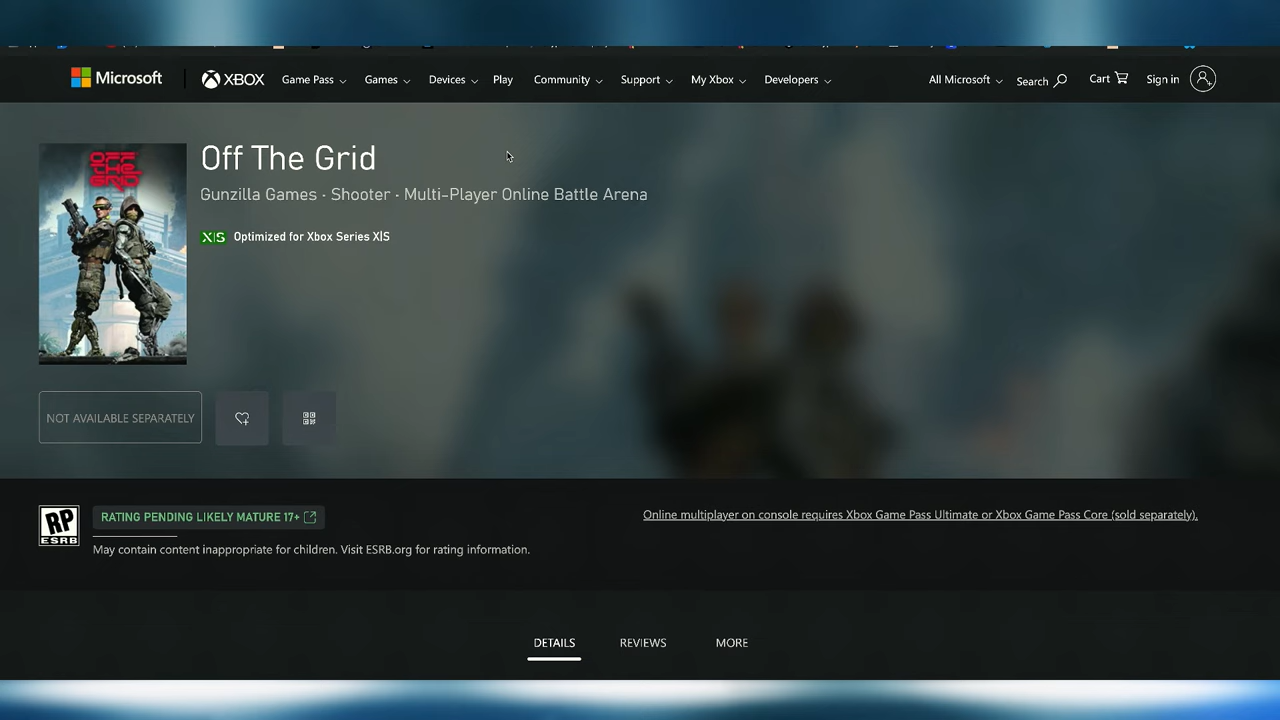 Microsoft
XBOX
Game Pass
Games
Devices
Play
Community
Support
My Xbox
Developers
All Microsoft
Search
Cart
Sign in
OFF
THE
GRID
Off The Grid
Gunzilla Games · Shooter · Multi-Player Online Battle Arena
X|S Optimized for Xbox Series X|S
NOT AVAILABLE SEPARATELY
RP
ESRB
RATING PENDING LIKELY MATURE 17+
May contain content inappropriate for children. Visit ESRB.org for rating information.
Online multiplayer on console requires Xbox Game Pass Ultimate or Xbox Game Pass Core (sold separately).
DETAILS
REVIEWS
MORE